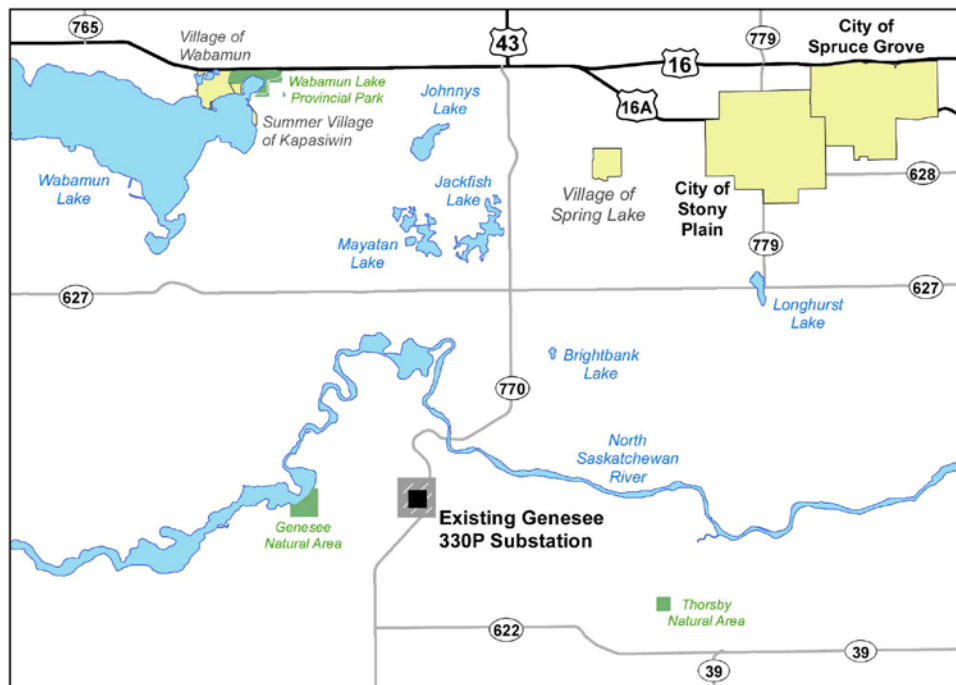 765
Village of
Wabamun
43
779
City of
Spruce Grove
16
Wabamun Lake
Provincial Park
Johnnys
Lake
16A
Summer Village
of Kapasiwin
Wabamun
Lake
Jackfish
Lake
Village of
Spring Lake
City of
Stony
Plain
628
Mayatan
Lake
779
627
627
Longhurst
Lake
Brightbank
Lake
770
North
Saskatchewan
River
Genesee
Natural Area
Existing Genesee
330P Substation
Thorsby
Natural Area
622
39
39